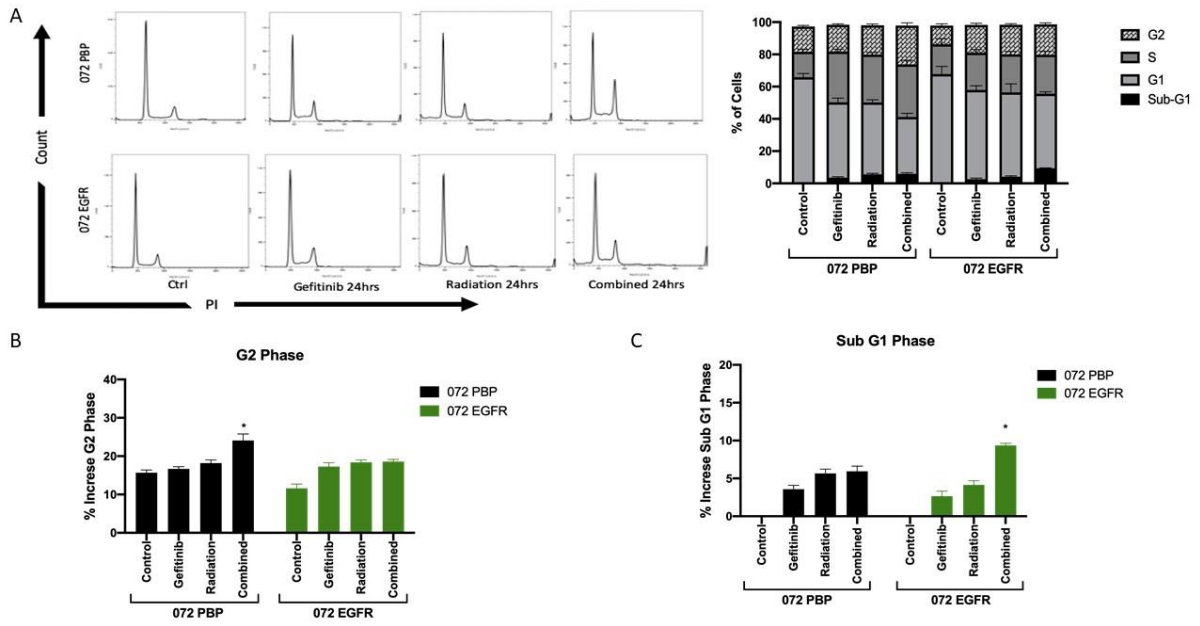 A
Count
072 PBP
072 EGFR
Ctrl
Gefitinib 24hrs
Radiation 24hrs
Combined 24hrs
PI
% of Cells
100
80
60
40
20
0
Control
Gefitinib
Radiation
Combined
Control
Gefitinib
Radiation
Combined
072 PBP
072 EGFR
G2
S
G1
Sub-G1
B
G2 Phase
% Increse G2 Phase
40
30
20
10
0
Control
Gefitinib
Radiation
Combined
Control
Gefitinib
Radiation
Combined
072 PBP
072 EGFR
*
072 PBP
072 EGFR
C
Sub G1 Phase
% Increse Sub G1 Phase
20
15
10
5
0
Control
Gefitinib
Radiation
Combined
Control
Gefitinib
Radiation
Combined
072 PBP
072 EGFR
*
072 PBP
072 EGFR